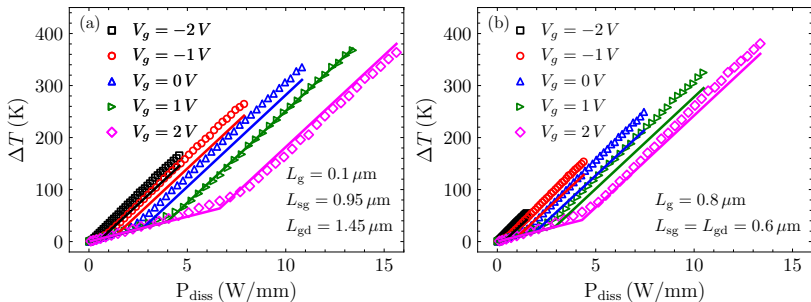 (a)
V_g = −2 V
V_g = −1 V
V_g = 0 V
V_g = 1 V
V_g = 2 V
L_g = 0.1 μm
L_sg = 0.95 μm
L_gd = 1.45 μm
400
300
200
100
0
ΔT (K)
0 5 10 15
P_diss (W/mm)
(b)
V_g = −2 V
V_g = −1 V
V_g = 0 V
V_g = 1 V
V_g = 2 V
L_g = 0.8 μm
L_sg = L_gd = 0.6 μm
400
300
200
100
0
ΔT (K)
0 5 10 15
P_diss (W/mm)